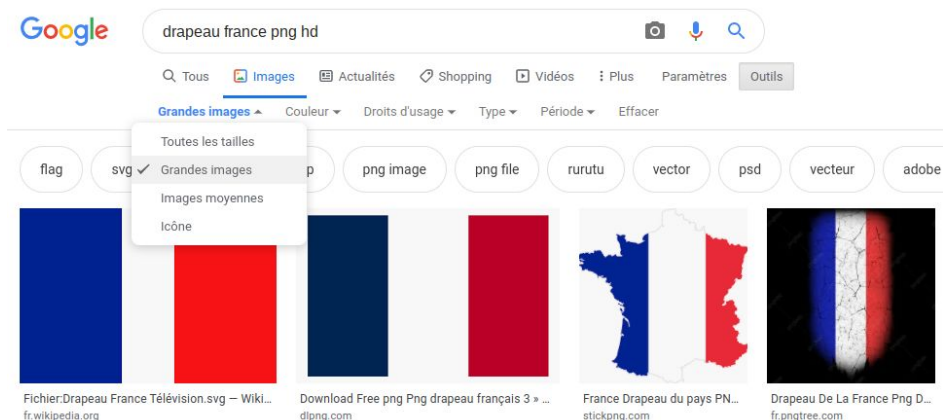 Google
drapeau france png hd
Tous Images Actualités Shopping Vidéos Plus Paramètres Outils
Grandes images Couleur Droits d'usage Type Période Effacer
Toutes les tailles
Grandes images
Images moyennes
Icône
flag svg p png image png file rurutu vector psd vecteur adobe
Fichier:Drapeau France Télévision.svg — Wiki... Download Free png Png drapeau français 3 » ... France Drapeau du pays PN... Drapeau De La France Png D...
fr.wikipedia.org dlpng.com stickpng.com fr.pngtree.com